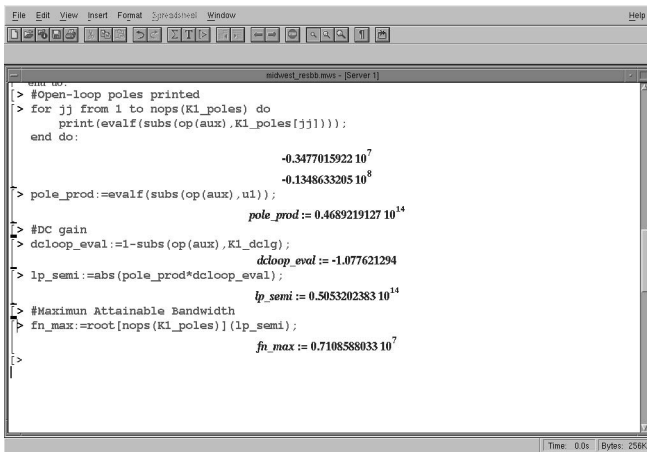 File Edit View Insert Format Spreadsheet Window Help
midwest_resbb.mws - [Server 1]
end do:
[> #Open-loop poles printed
[> for jj from 1 to nops(K1_poles) do
print(evalf(subs(op(aux),K1_poles[jj])));
end do:
-0.3477015922 10^7
-0.1348633205 10^8
[> pole_prod:=evalf(subs(op(aux),u1));
pole_prod := 0.4689219127 10^14
[> #DC gain
[> dcloop_eval:=1-subs(op(aux),K1_dclg);
dcloop_eval := -1.077621294
[> lp_semi:=abs(pole_prod*dcloop_eval);
lp_semi := 0.5053202383 10^14
[> #Maximun Attainable Bandwidth
[> fn_max:=root[nops(K1_poles)](lp_semi);
fn_max := 0.7108588033 10^7
[>
Time: 0.0s Bytes: 256K